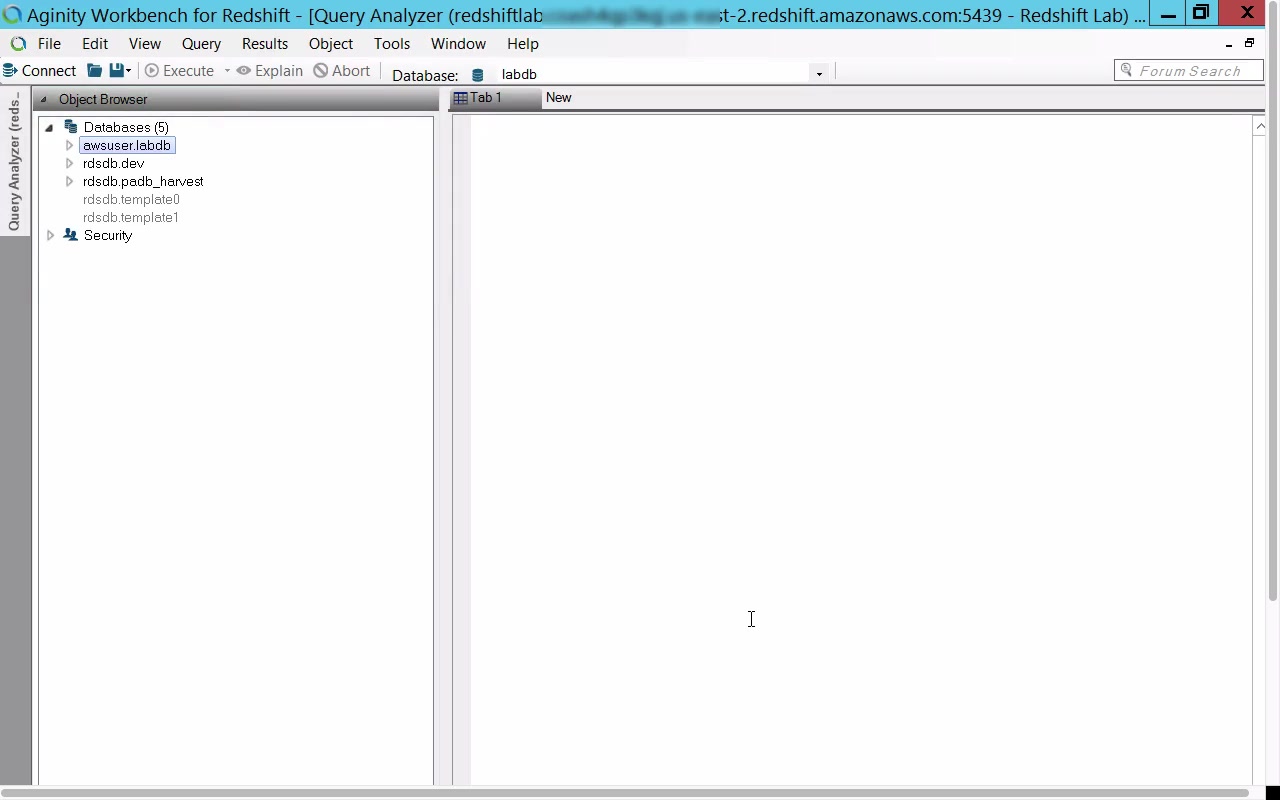 Aginity Workbench for Redshift - [Query Analyzer (redshiftlab st-2.redshift.amazonaws.com:5439 - Redshift Lab) ...
File Edit View Query Results Object Tools Window Help
Connect Execute Explain Abort Database: labdb Forum Search
Query Analyzer (reds...
Object Browser
Tab 1 New
Databases (5)
awsuser.labdb
rdsdb.dev
rdsdb.padb_harvest
rdsdb.template0
rdsdb.template1
Security